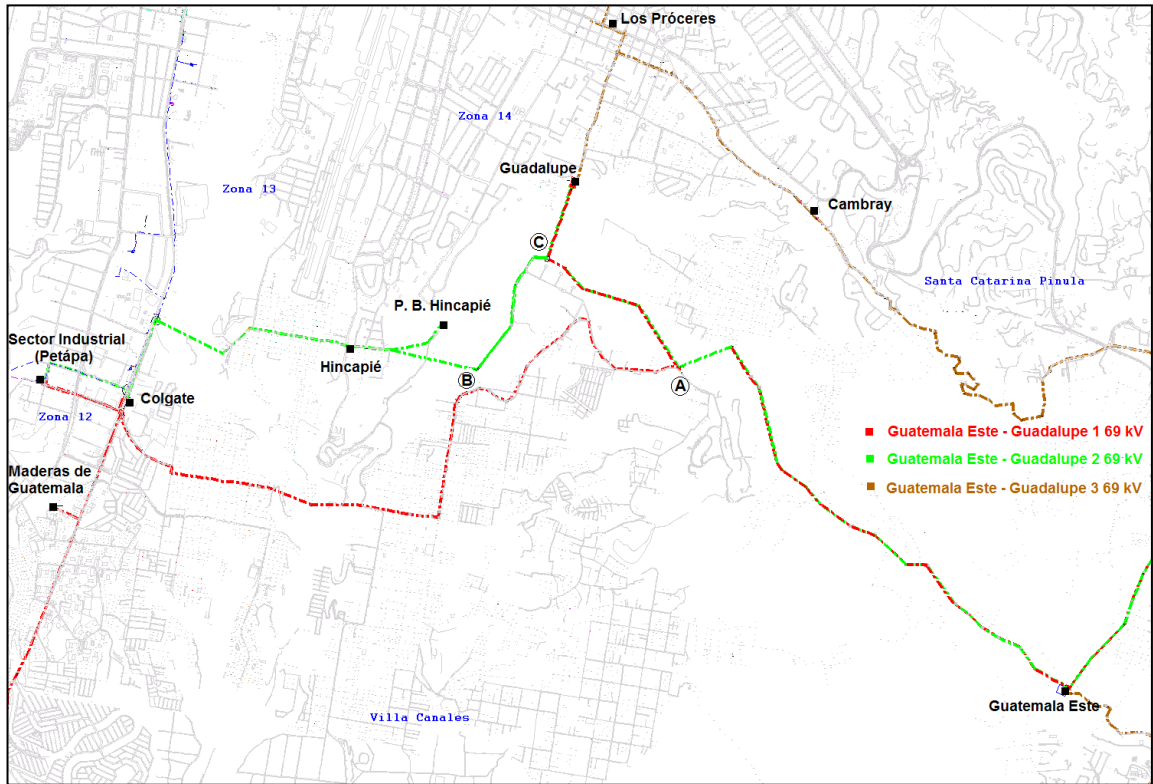 Los Próceres
Zona 14
Guadalupe
Zona 13
Cambray
C
Santa Catarina Pinula
P. B. Hincapié
Sector Industrial
(Petápa)
Hincapié
B
A
Colgate
Zona 12
Guatemala Este - Guadalupe 1 69 kV
Guatemala Este - Guadalupe 2 69 kV
Guatemala Este - Guadalupe 3 69 kV
Maderas de
Guatemala
Guatemala Este
Villa Canales